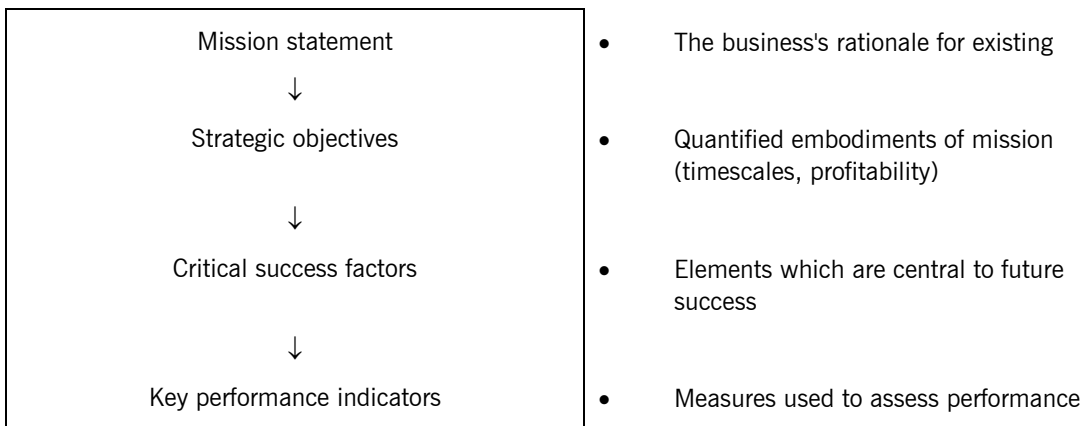 Mission statement
• The business's rationale for existing
↓
Strategic objectives
• Quantified embodiments of mission
(timescales, profitability)
↓
Critical success factors
• Elements which are central to future
success
↓
Key performance indicators
• Measures used to assess performance